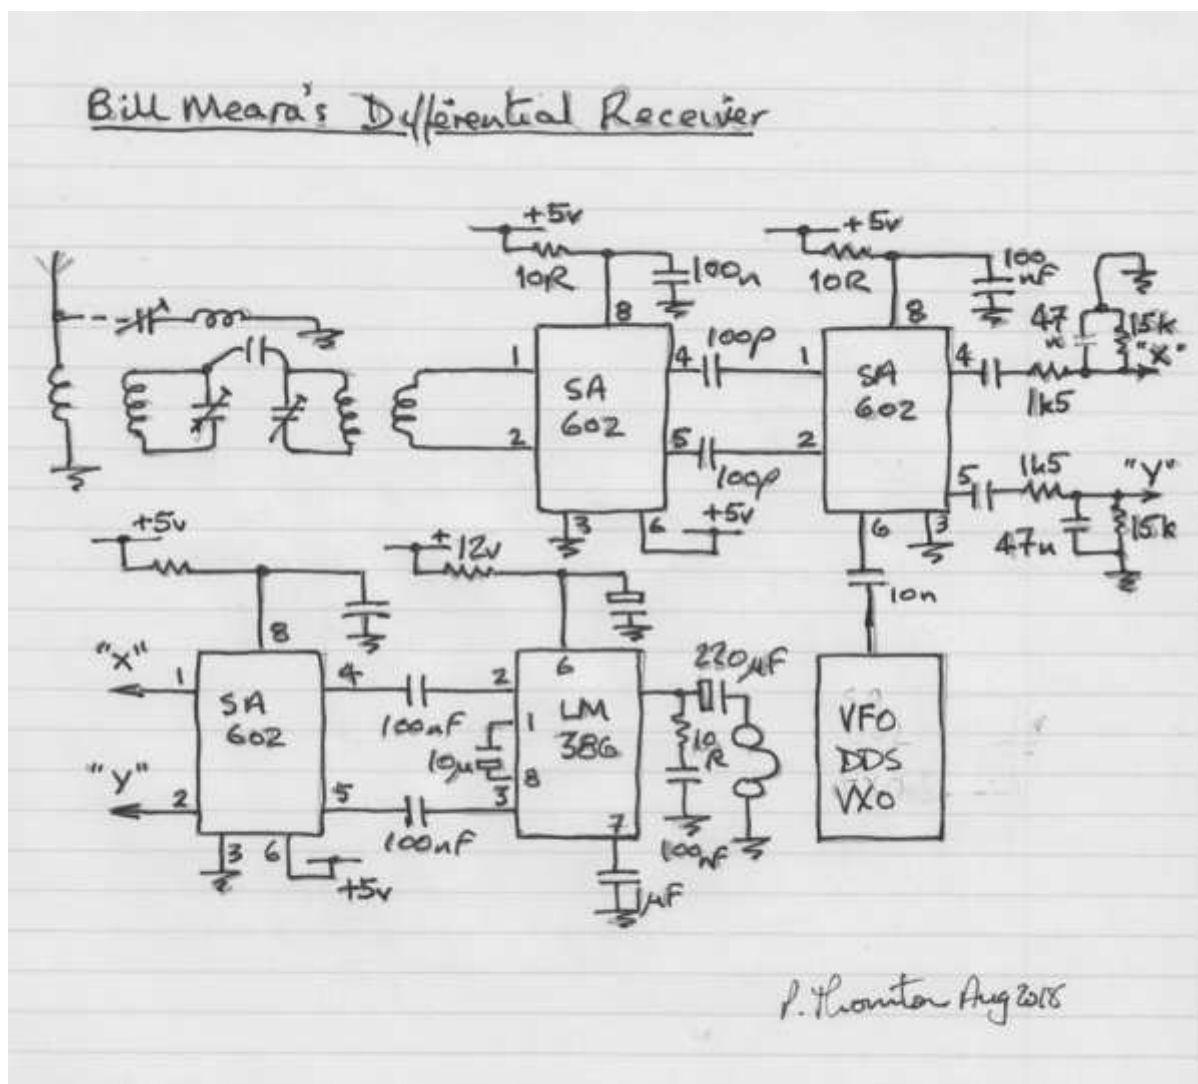 Bill Meara's Differential Receiver
+5v
10R
100n
8
1
SA
602
2
4
100p
5
100p
3
6
+5v
+5v
10R
100
nF
8
1
SA
602
2
4
1k5
47
n
15k
"X"
5
1k5
"Y"
47n
15k
6
3
10n
VFO
DDS
VXO
+5v
8
"X"
1
SA
602
"Y"
2
4
100nF
5
100nF
3
6
+5v
+12v
6
2
LM
386
1
10µ
8
3
7
µF
220µF
10
R
100nF
P. Thornton Aug 2018